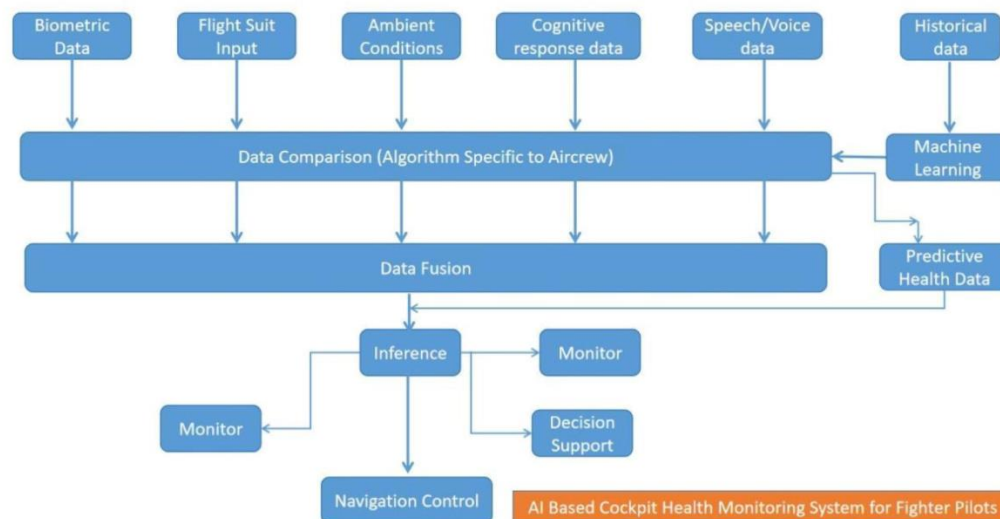 Biometric
Data
Flight Suit
Input
Ambient
Conditions
Cognitive
response data
Speech/Voice
data
Historical
data
Data Comparison (Algorithm Specific to Aircrew)
Machine
Learning
Data Fusion
Predictive
Health Data
Inference
Monitor
Monitor
Decision
Support
Navigation Control
AI Based Cockpit Health Monitoring System for Fighter Pilots